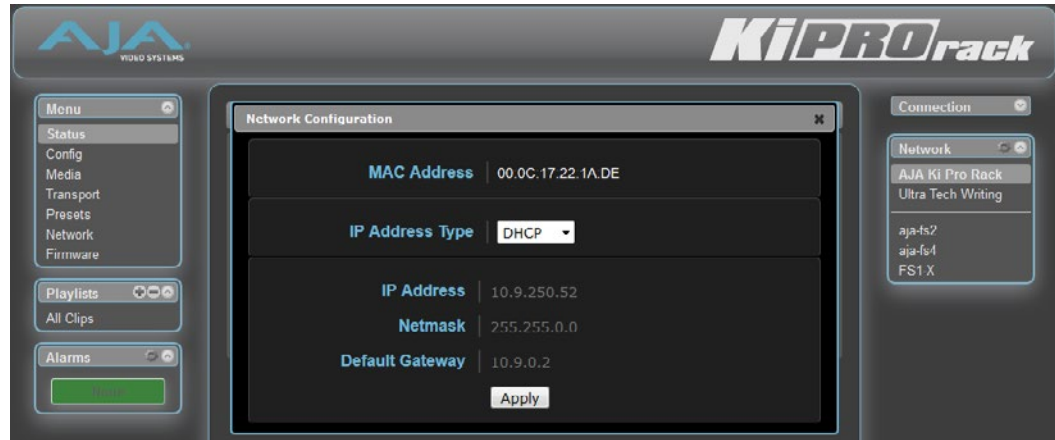 AJA
VIDEO SYSTEMS
KiPRO rack
Menu
Status
Config
Media
Transport
Presets
Network
Firmware
Playlists
All Clips
Alarms
None
Network Configuration
MAC Address 00.0C.17.22.1A.DE
IP Address Type DHCP
IP Address 10.9.250.52
Netmask 255.255.0.0
Default Gateway 10.9.0.2
Apply
Connection
Network
AJA Ki Pro Rack
Ultra Tech Writing
aja-fs2
aja-fs4
FS1-X